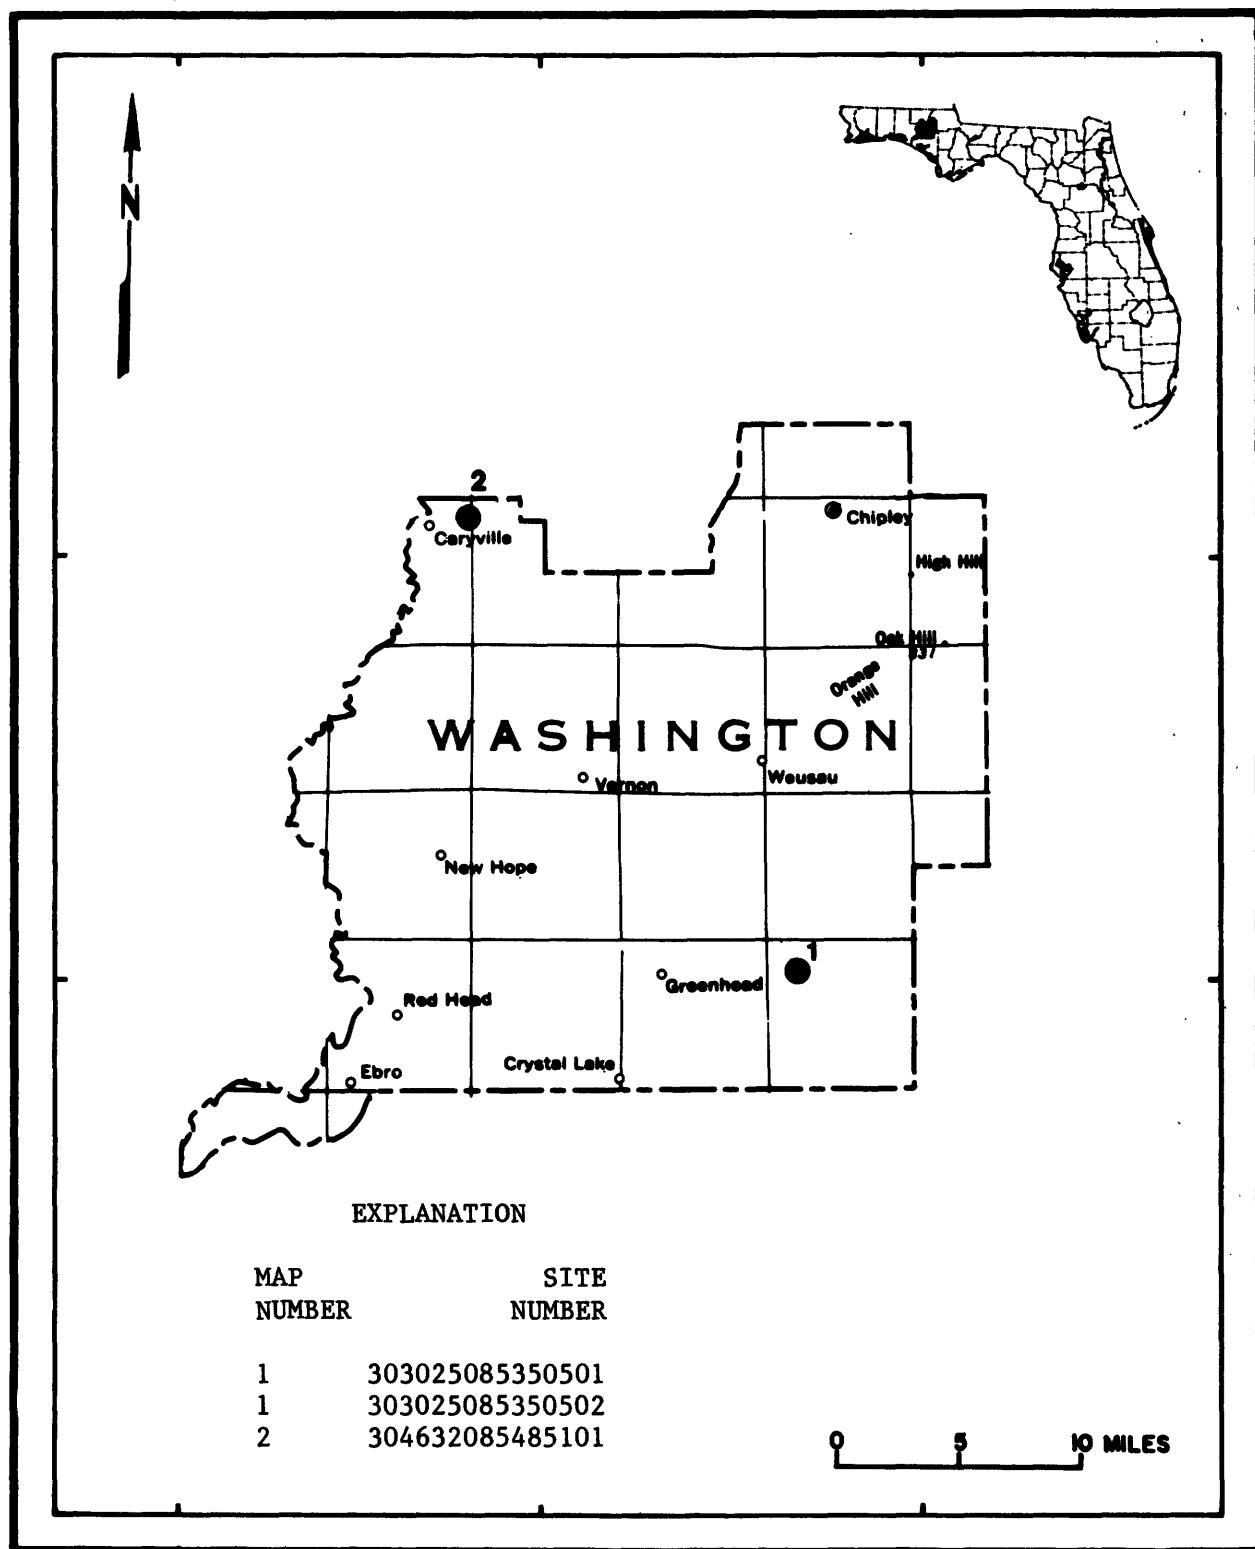 N
2
Caryville
Chipley
High Hill
Oak Hill
Orange
Hill
WASHINGTON
Vernon
Wausau
New Hope
1
Greenhead
Red Head
Crystal Lake
Ebro
EXPLANATION
MAP SITE
NUMBER NUMBER
1 303025085350501
1 303025085350502
2 304632085485101
0 5 10 MILES